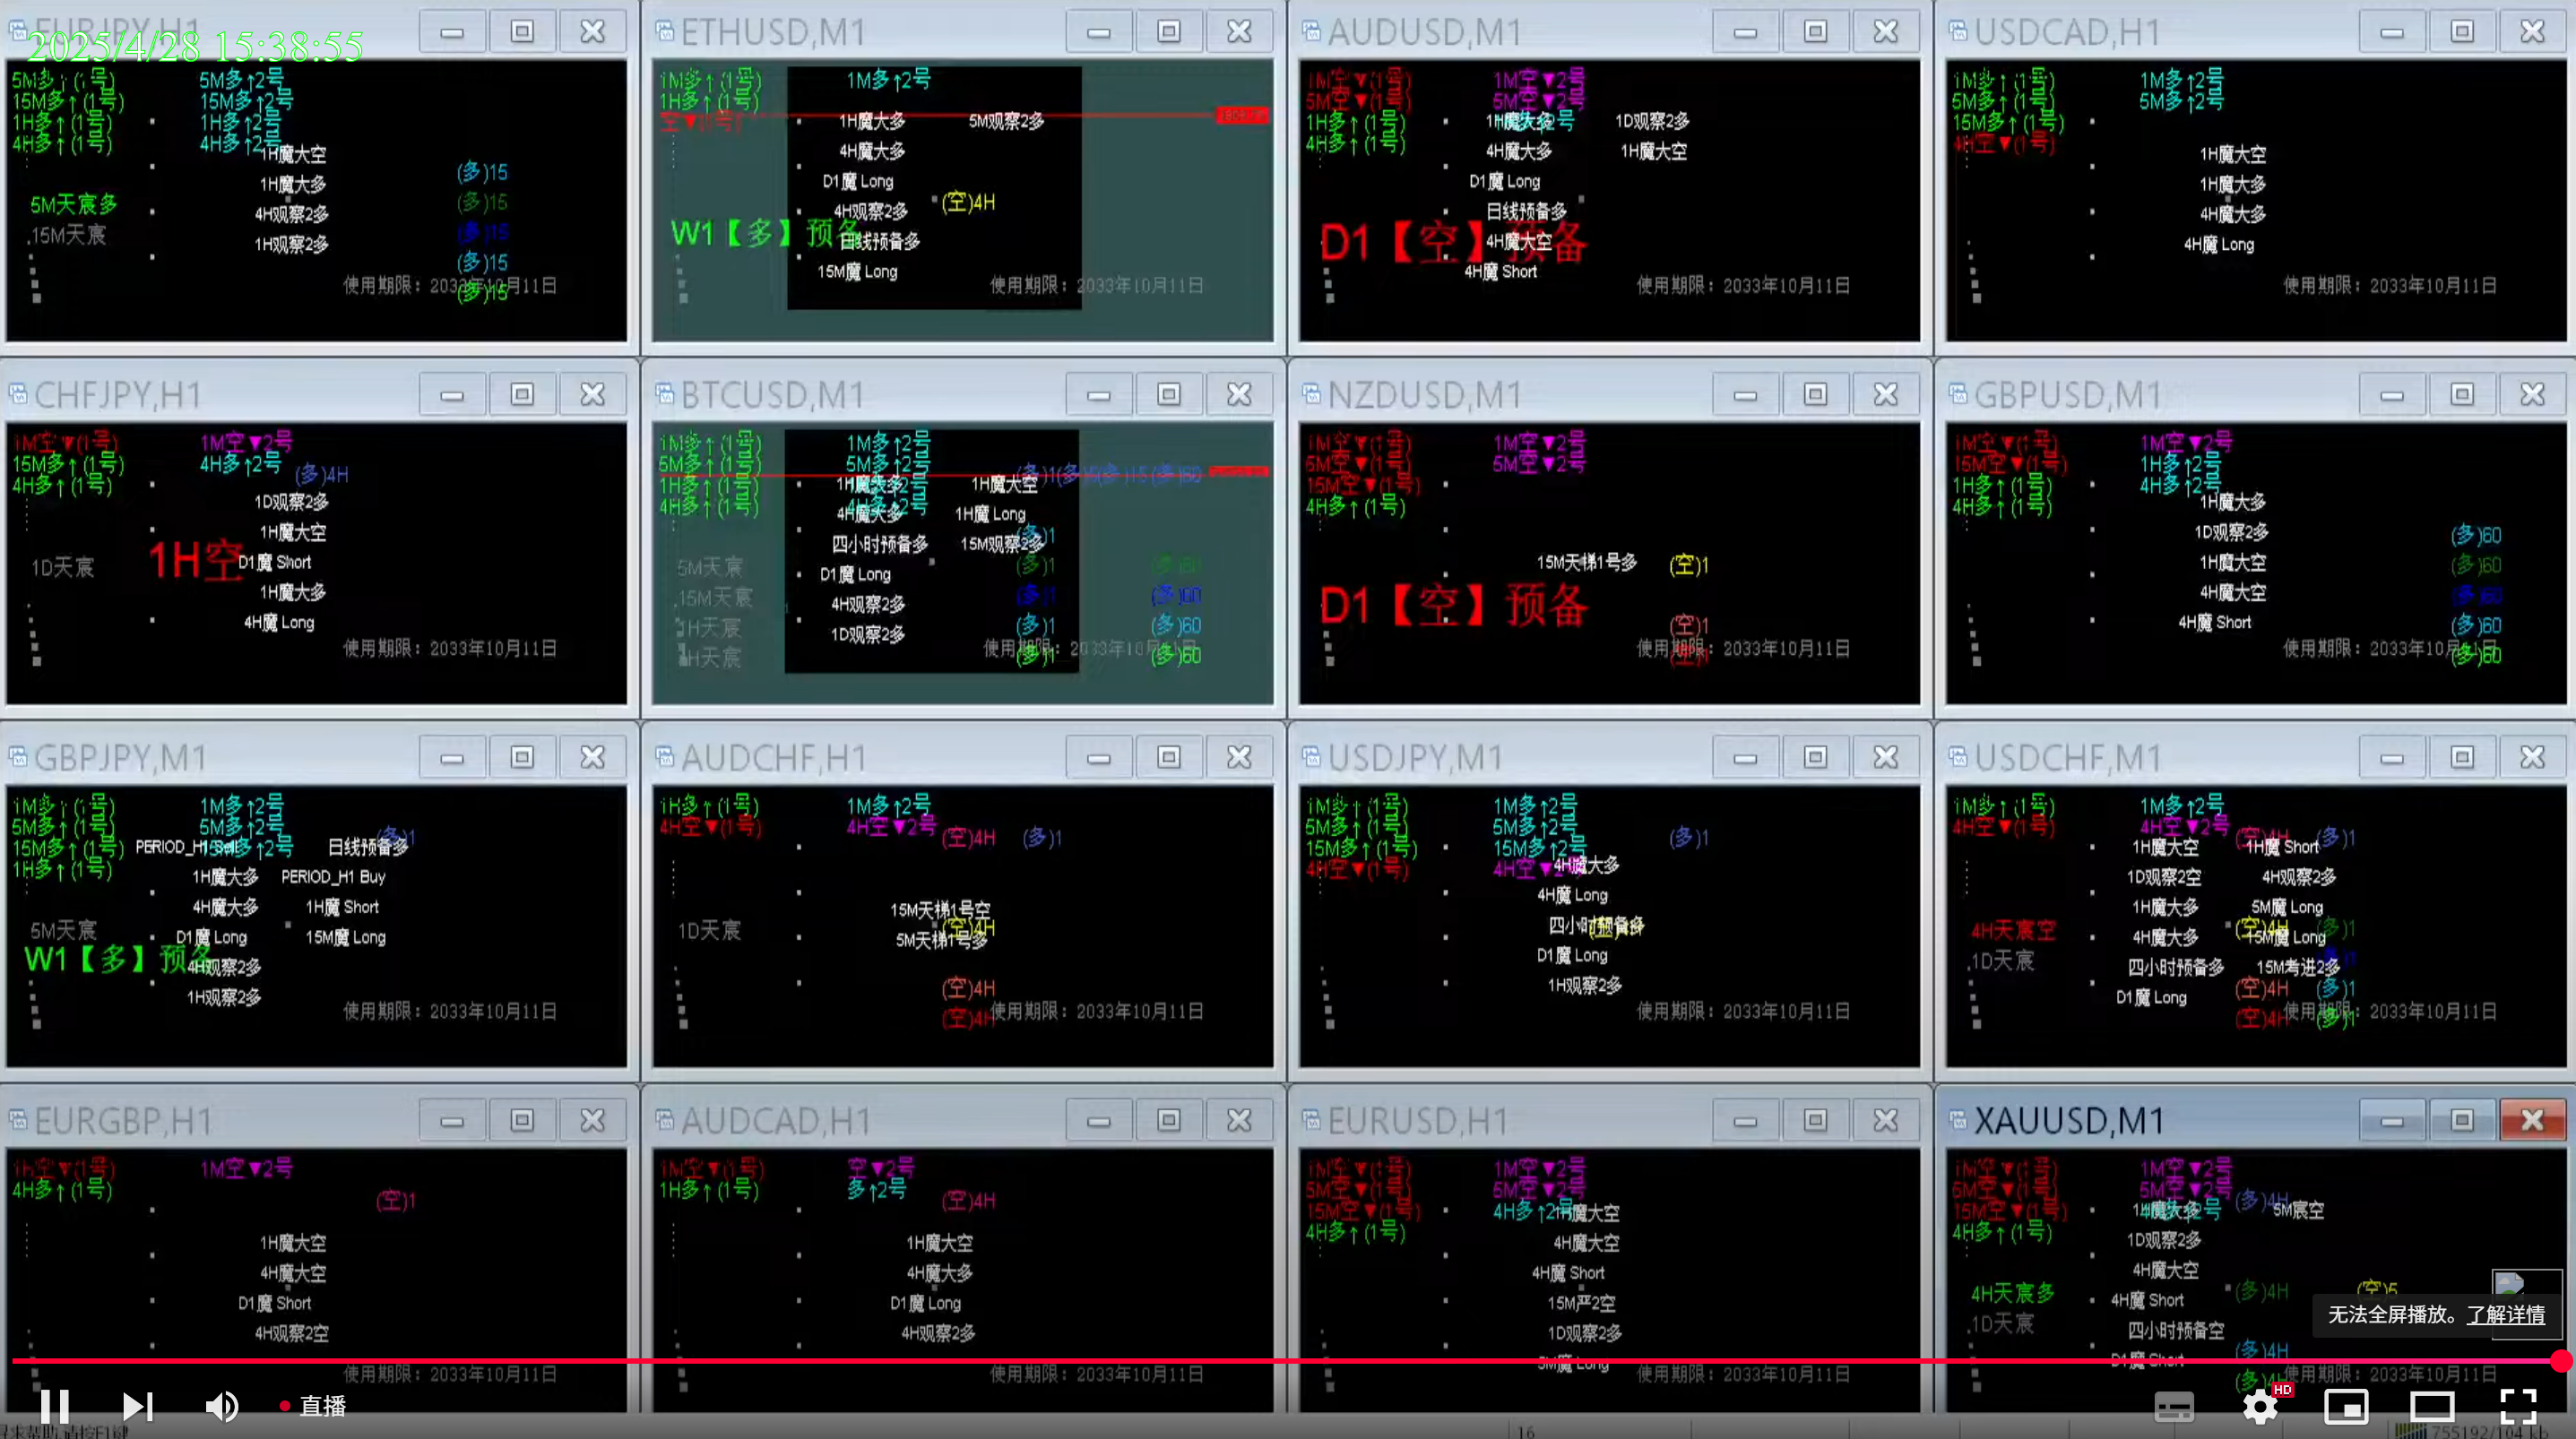 2025/4/28 15:38:55
EURJPY,H1
5M多↑(1号)
15M多↑(1号)
1H多↑(1号)
4H多↑(1号)
5M多↑2号
15M多↑2号
1H多↑2号
4H多↑2号
1H魔大空
1H魔大多
4H观察2多
1H观察2多
5M天宸多
15M天宸
(多)15
(多)15
(多)15
(多)15
(多)15
使用期限：2033年10月11日
ETHUSD,M1
1M多↑(1号)
1H多↑(1号)
空▼(1号)
1M多↑2号
1H魔大多
5M观察2多
4H魔大多
D1魔 Long
4H观察2多
(空)4H
W1【多】预备
日线预备多
15M魔 Long
使用期限：2033年10月11日
AUDUSD,M1
1M空▼(1号)
5M空▼(1号)
1H多↑(1号)
4H多↑(1号)
1M空▼2号
5M空▼2号
1H魔大多
1D观察2多
4H魔大多
1H魔大空
D1魔 Long
日线预备多
D1【空】预备
4H魔大空
4H魔 Short
使用期限：2033年10月11日
USDCAD,H1
1M多↑(1号)
5M多↑(1号)
15M多↑(1号)
4H空▼(1号)
1M多↑2号
5M多↑2号
1H魔大空
1H魔大多
4H魔大多
4H魔 Long
使用期限：2033年10月11日
CHFJPY,H1
1M空▼(1号)
15M多↑(1号)
4H多↑(1号)
1M空▼2号
4H多↑2号
(多)4H
1D观察2多
1H魔大空
1H空
D1魔 Short
1D天宸
1H魔大多
4H魔 Long
使用期限：2033年10月11日
BTCUSD,M1
1M多↑(1号)
5M多↑(1号)
1H多↑(1号)
4H多↑(1号)
1M多↑2号
5M多↑2号
4H多↑2号
1H魔大多
1H魔大空
4H魔大多
1H魔 Long
四小时预备多
15M观察2多
D1魔 Long
4H观察2多
1D观察2多
5M天宸
15M天宸
1H天宸
4H天宸
(多)1
(多)1
(多)1
(多)1
(多)1
(多)60
(多)60
(多)60
(多)60
使用期限：2033年10月11日
NZDUSD,M1
1M空▼(1号)
5M空▼(1号)
15M空▼(1号)
4H多↑(1号)
1M空▼2号
5M空▼2号
15M天梯1号多
(空)1
D1【空】预备
(空)1
(空)1
使用期限：2033年10月11日
GBPUSD,M1
1M空▼(1号)
15M空▼(1号)
1H多↑(1号)
4H多↑(1号)
1M空▼2号
1H多↑2号
4H多↑2号
1H魔大多
1D观察2多
1H魔大空
4H魔大空
4H魔 Short
(多)60
(多)60
(多)60
(多)60
(多)60
使用期限：2033年10月11日
GBPJPY,M1
1M多↑(1号)
5M多↑(1号)
15M多↑(1号)
1H多↑(1号)
1M多↑2号
5M多↑2号
15M多↑2号
(多)1
PERIOD_H1 Sell
日线预备多
1H魔大多
PERIOD_H1 Buy
4H魔大多
1H魔 Short
5M天宸
D1魔 Long
15M魔 Long
W1【多】预备
4H观察2多
1H观察2多
使用期限：2033年10月11日
AUDCHF,H1
1H多↑(1号)
4H空▼(1号)
1M多↑2号
4H空▼2号
(空)4H
(多)1
15M天梯1号空
(空)4H
1D天宸
5M天梯1号多
(空)4H
(空)4H
使用期限：2033年10月11日
USDJPY,M1
1M多↑(1号)
5M多↑(1号)
15M多↑(1号)
4H空▼(1号)
1M多↑2号
5M多↑2号
15M多↑2号
4H空▼2号
(多)1
4H魔大多
4H魔 Long
四小时预备多
D1魔 Long
1H观察2多
使用期限：2033年10月11日
USDCHF,M1
1M多↑(1号)
4H空▼(1号)
1M多↑2号
4H空▼2号
(空)4H
(多)1
1H魔大空
1H魔 Short
1D观察2空
4H观察2多
1H魔大多
5M魔 Long
4H天宸空
4H魔大多
(空)4H
(多)1
15M魔 Long
1D天宸
四小时预备多
15M考进2多
D1魔 Long
(空)4H
(多)1
(空)4H
(多)1
使用期限：2033年10月11日
EURGBP,H1
1H空▼(1号)
4H多↑(1号)
1M空▼2号
(空)1
1H魔大空
4H魔大空
D1魔 Short
4H观察2空
使用期限：2033年10月11日
AUDCAD,H1
1M空▼(1号)
1H多↑(1号)
空▼2号
多↑2号
(空)4H
1H魔大空
4H魔大多
D1魔 Long
4H观察2多
使用期限：2033年10月11日
EURUSD,H1
1M空▼(1号)
5M空▼(1号)
15M空▼(1号)
4H多↑(1号)
1M空▼2号
5M空▼2号
4H多↑2号
1H魔大空
4H魔大空
4H魔 Short
15M严2空
1D观察2多
5M魔 Long
使用期限：2033年10月11日
XAUUSD,M1
1M空▼(1号)
5M空▼(1号)
15M空▼(1号)
4H多↑(1号)
1M空▼2号
5M空▼2号
(多)4H
1H魔大多
5M宸空
1D观察2多
4H魔大空
4H天宸多
4H魔 Short
(多)4H
(空)5
1D天宸
四小时预备空
(多)4H
D1魔 Short
(多)4H
使用期限：2033年10月11日
无法全屏播放。了解详情
直播
HD
16
755192/104 kb